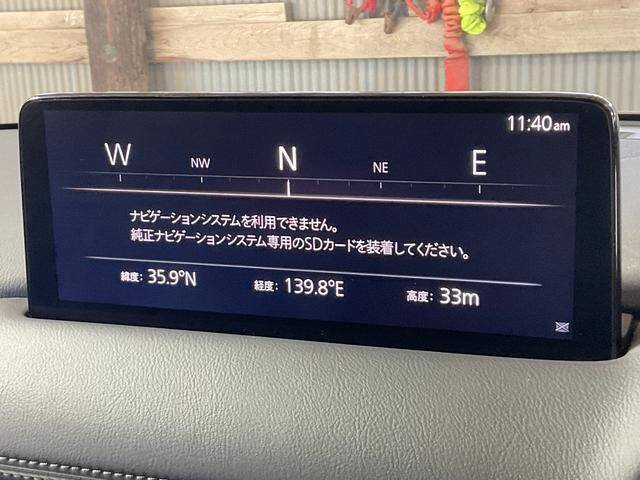 11:40am
W NW N NE E
ナビゲーションシステムを利用できません。
純正ナビゲーションシステム専用のSDカードを装着してください。
緯度: 35.9°N 経度: 139.8°E 高度: 33m